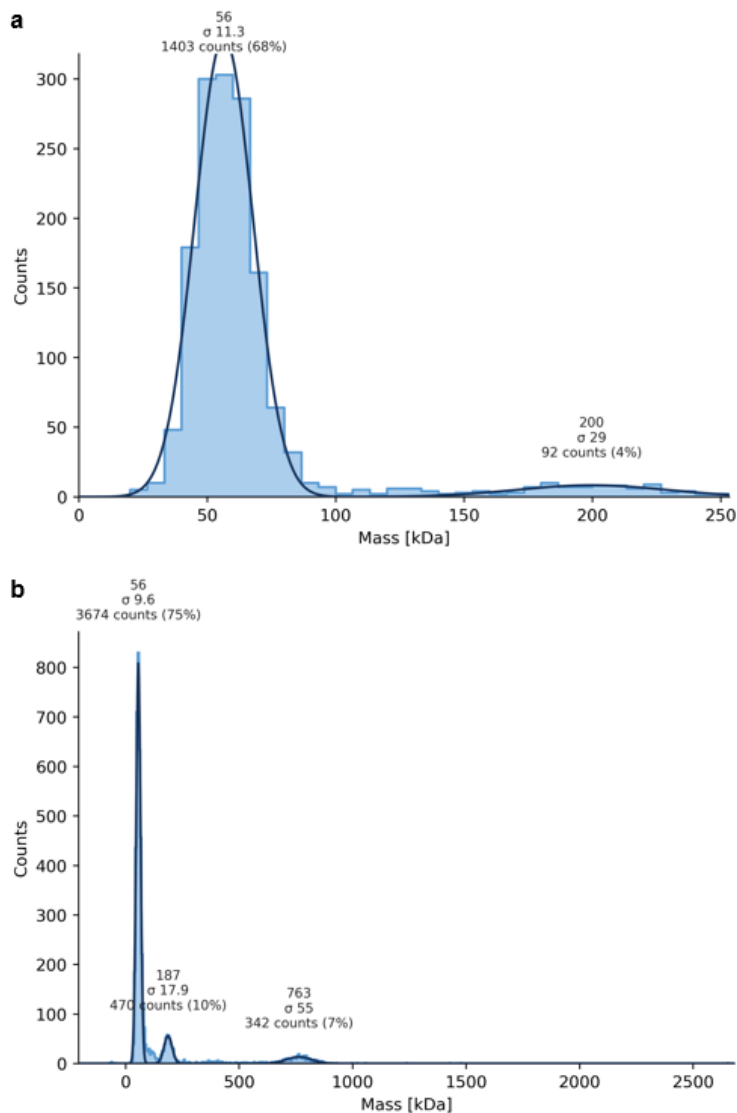 a
56
σ 11.3
1403 counts (68%)
300
250
200
150
100
50
0
Counts
200
σ 29
92 counts (4%)
0 50 100 150 200 250
Mass [kDa]
b
56
σ 9.6
3674 counts (75%)
800
700
600
500
400
300
200
100
0
Counts
187
σ 17.9
470 counts (10%)
763
σ 55
342 counts (7%)
0 500 1000 1500 2000 2500
Mass [kDa]